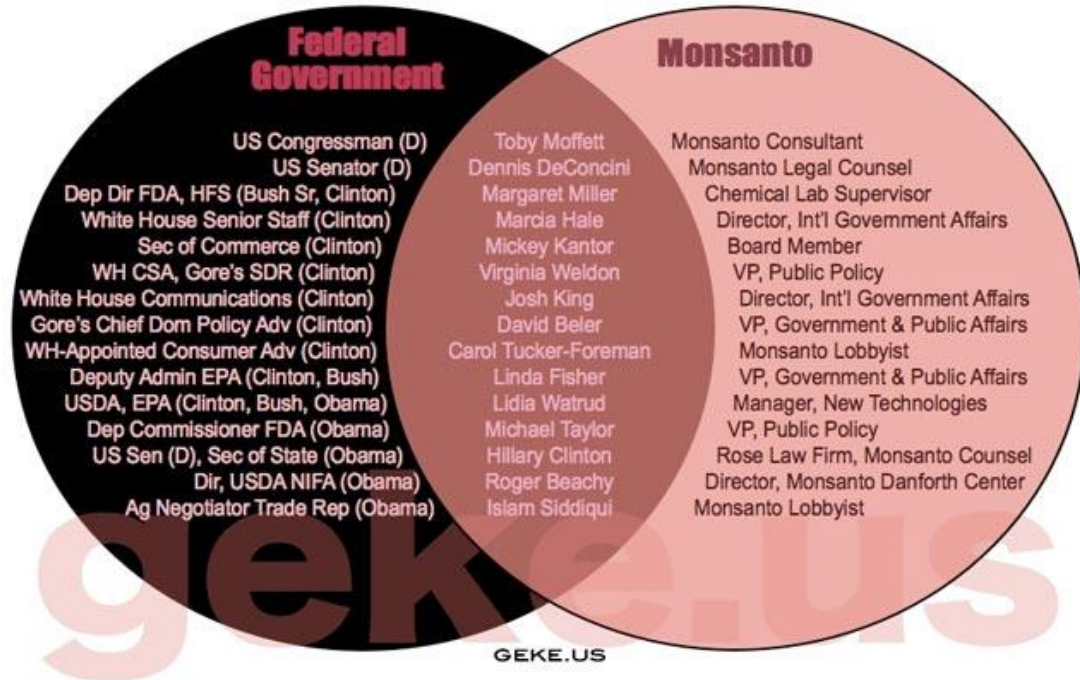 Federal
Government
Monsanto
US Congressman (D) Toby Moffett Monsanto Consultant
US Senator (D) Dennis DeConcini Monsanto Legal Counsel
Dep Dir FDA, HFS (Bush Sr, Clinton) Margaret Miller Chemical Lab Supervisor
White House Senior Staff (Clinton) Marcia Hale Director, Int'l Government Affairs
Sec of Commerce (Clinton) Mickey Kantor Board Member
WH CSA, Gore's SDR (Clinton) Virginia Weldon VP, Public Policy
White House Communications (Clinton) Josh King Director, Int'l Government Affairs
Gore's Chief Dom Policy Adv (Clinton) David Beler VP, Government & Public Affairs
WH-Appointed Consumer Adv (Clinton) Carol Tucker-Foreman Monsanto Lobbyist
Deputy Admin EPA (Clinton, Bush) Linda Fisher VP, Government & Public Affairs
USDA, EPA (Clinton, Bush, Obama) Lidia Watrud Manager, New Technologies
Dep Commissioner FDA (Obama) Michael Taylor VP, Public Policy
US Sen (D), Sec of State (Obama) Hillary Clinton Rose Law Firm, Monsanto Counsel
Dir, USDA NIFA (Obama) Roger Beachy Director, Monsanto Danforth Center
Ag Negotiator Trade Rep (Obama) Islam Siddiqui Monsanto Lobbyist
geke.us
GEKE.US